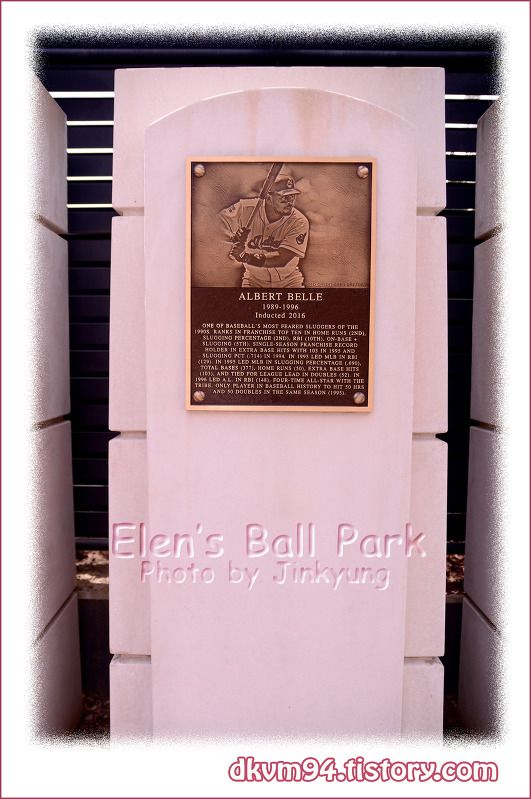 ALBERT BELLE
1989-1996
Inducted 2016
ONE OF BASEBALL'S MOST FEARED SLUGGERS OF THE
1990S. RANKS IN FRANCHISE TOP TEN IN HOME RUNS (2ND),
SLUGGING PERCENTAGE (2ND), RBI (10TH), ON-BASE +
SLUGGING (5TH). SINGLE-SEASON FRANCHISE RECORD
HOLDER IN EXTRA BASE HITS WITH 103 IN 1995 AND
SLUGGING PCT (.714) IN 1994. IN 1993 LED MLB IN RBI
(129). IN 1995 LED MLB IN SLUGGING PERCENTAGE (.690),
TOTAL BASES (377), HOME RUNS (50), EXTRA BASE HITS
(103), AND TIED FOR LEAGUE LEAD IN DOUBLES (52). IN
1996 LED A.L. IN RBI (148). FOUR-TIME ALL-STAR WITH THE
TRIBE. ONLY PLAYER IN BASEBALL HISTORY TO HIT 50 HRS
AND 50 DOUBLES IN THE SAME SEASON (1995).
Elen's Ball Park
Photo by Jinkyung
dkvm94.tistory.com